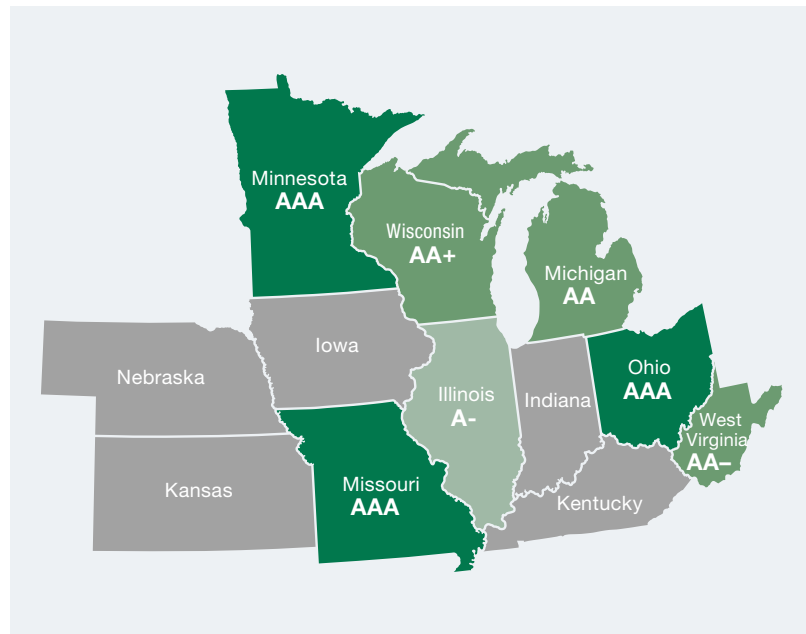 Minnesota
AAA
Wisconsin
AA+
Michigan
AA
Iowa
Nebraska
Ohio
AAA
Illinois
A-
Indiana
West
Virginia
AA–
Kansas
Missouri
AAA
Kentucky